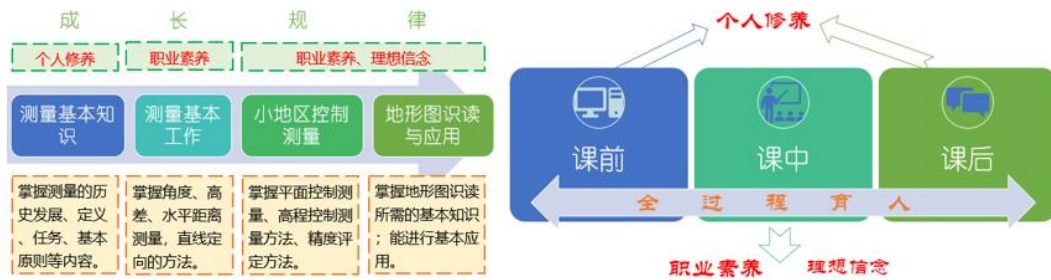 成 长 规 律
个人修养
职业素养
职业素养、理想信念
测量基本知
识
测量基本
工作
小地区控制
测量
地形图识读
与应用
掌握测量的历
史发展、定义
、任务、基本
原则等内容。
掌握角度、高
差、水平距离
测量，直线定
向的方法。
掌握平面控制测
量、高程控制测
量方法、精度评
定方法。
掌握地形图识读
所需的基本知识
；能进行基本应
用。
个人修养
课前
课中
课后
全 过 程 育 人
职业素养 理想信念